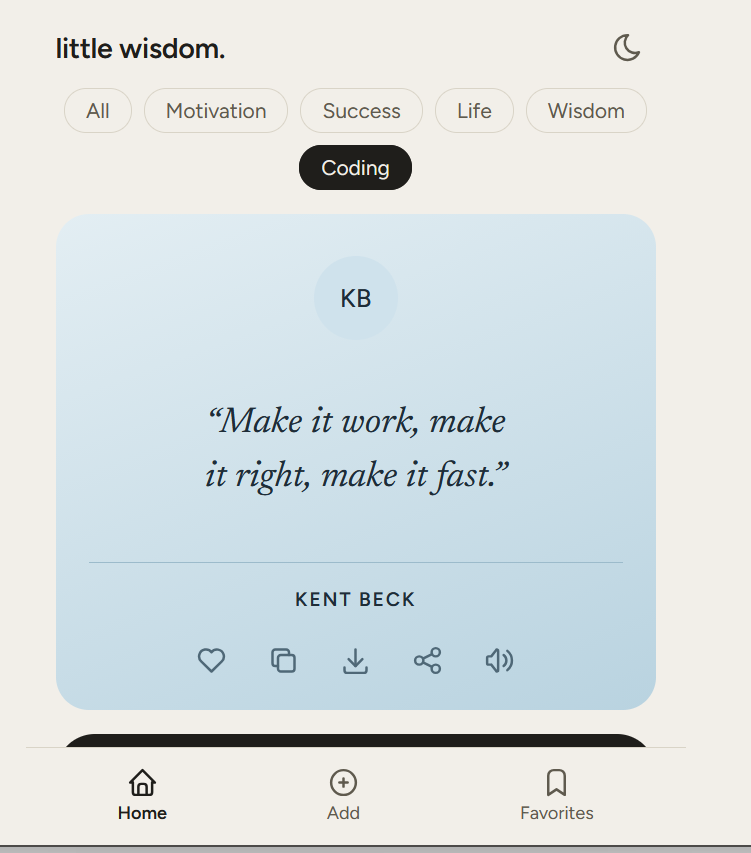 little wisdom.
All Motivation Success Life Wisdom
Coding
KB
“Make it work, make
it right, make it fast.”
KENT BECK
Home Add Favorites